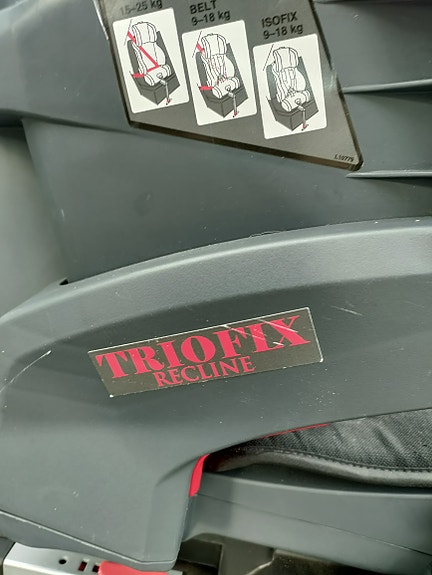 15-25 kg
BELT
9-18 kg
ISOFIX
9-18 kg
TRIOFIX
RECLINE